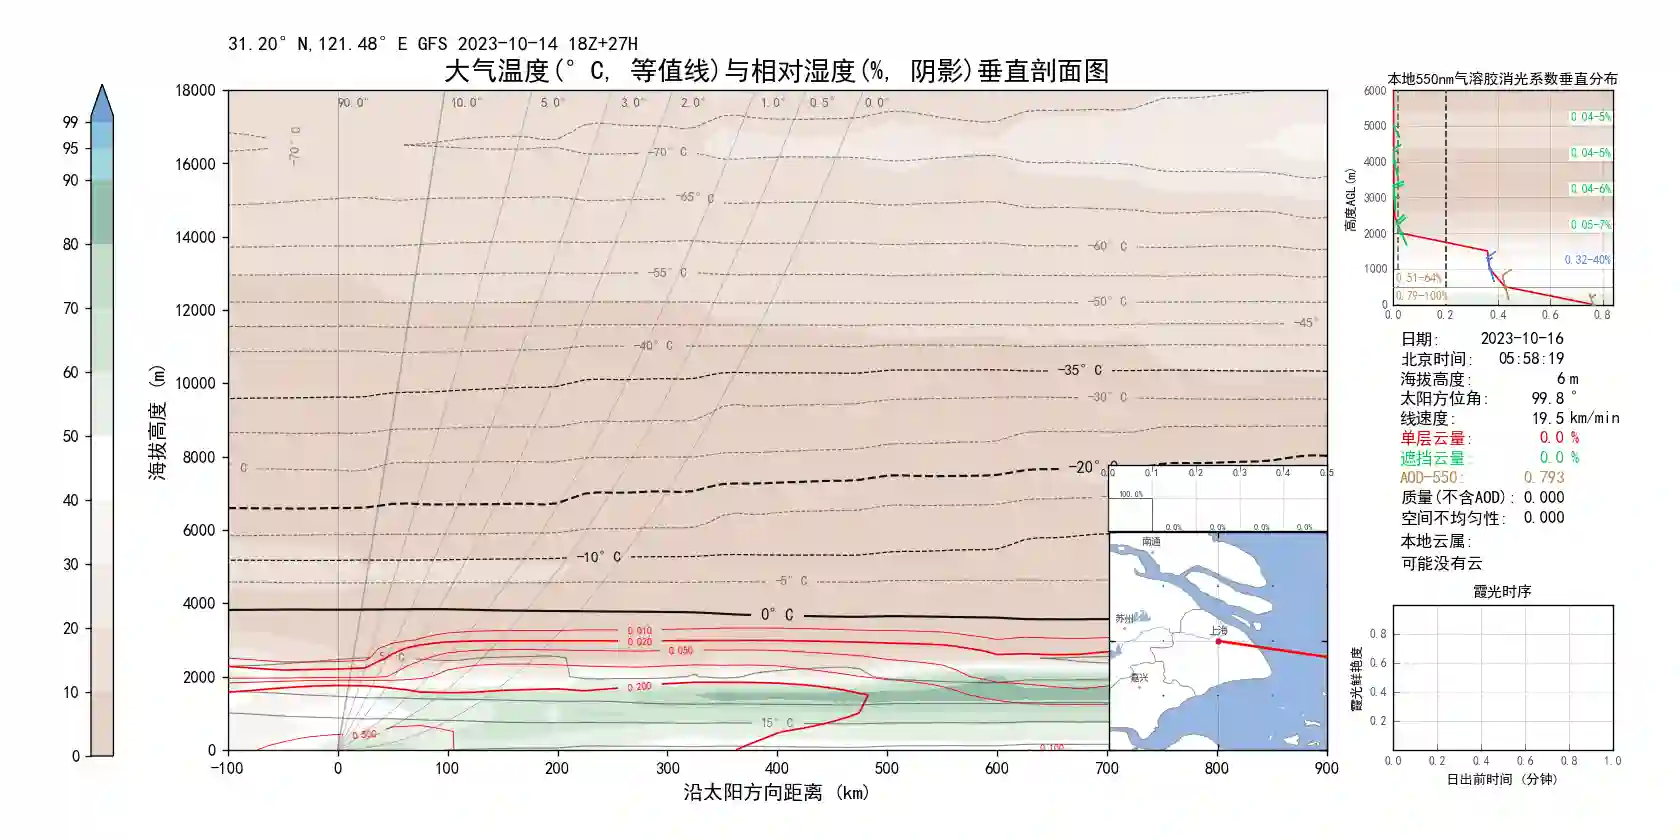 31.20° N,121.48° E GFS 2023-10-14 18Z+27H
大气温度(° C, 等值线)与相对湿度(%, 阴影)垂直剖面图
99
95
90
80
70
60
50
40
30
20
10
0
海拔高度 (m)
18000
16000
14000
12000
10000
8000
6000
4000
2000
0
90.0° 10.0° 5.0° 3.0° 2.0° 1.0° 0.5° 0.0°
-70° C
-70° C
-65° C
-60° C
-55° C
-50° C
-45°
-40° C
-35° C
-30° C
C
-20° C
-10° C
-5° C
0° C
5° C
15° C
0.010
0.020
0.050
0.200
0.500
0.100
-100 0 100 200 300 400 500 600 700 800 900
沿太阳方向距离 (km)
0.0 0.1 0.2 0.3 0.4 0.5
100.0%
0.0% 0.0% 0.0% 0.0%
南通
苏州
上海
嘉兴
本地550nm气溶胶消光系数垂直分布
高度AGL(m)
6000
5000
4000
3000
2000
1000
0
0.04-5%
0.04-5%
0.04-6%
0.05-7%
0.32-40%
0.51-64%
0.79-100%
0.0 0.2 0.4 0.6 0.8
日期: 2023-10-16
北京时间: 05:58:19
海拔高度: 6 m
太阳方位角: 99.8 °
线速度: 19.5 km/min
单层云量: 0.0 %
遮挡云量: 0.0 %
AOD-550: 0.793
质量(不含AOD): 0.000
空间不均匀性: 0.000
本地云属:
可能没有云
霞光时序
霞光鲜艳度
0.8
0.6
0.4
0.2
0.0 0.2 0.4 0.6 0.8 1.0
日出前时间 (分钟)